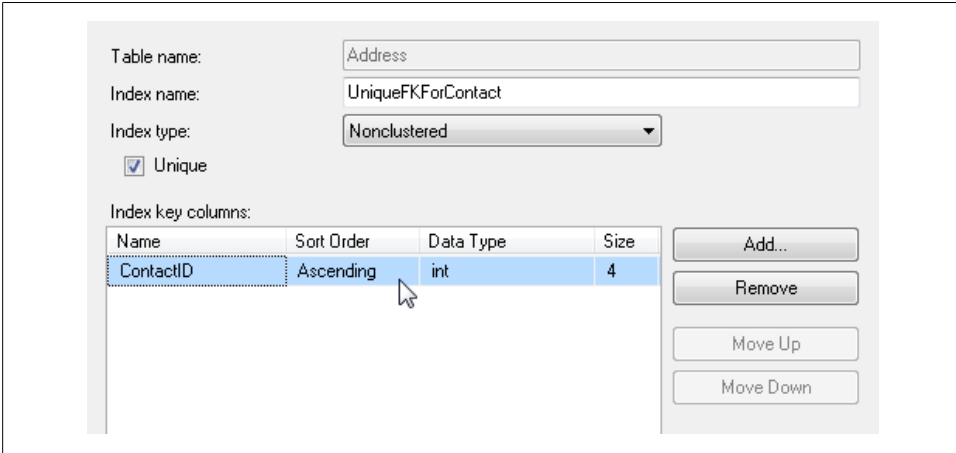 Table name: Address
Index name: UniqueFKForContact
Index type: Nonclustered
Unique
Index key columns:
Name Sort Order Data Type Size Add...
ContactID Ascending int 4
Remove
Move Up
Move Down